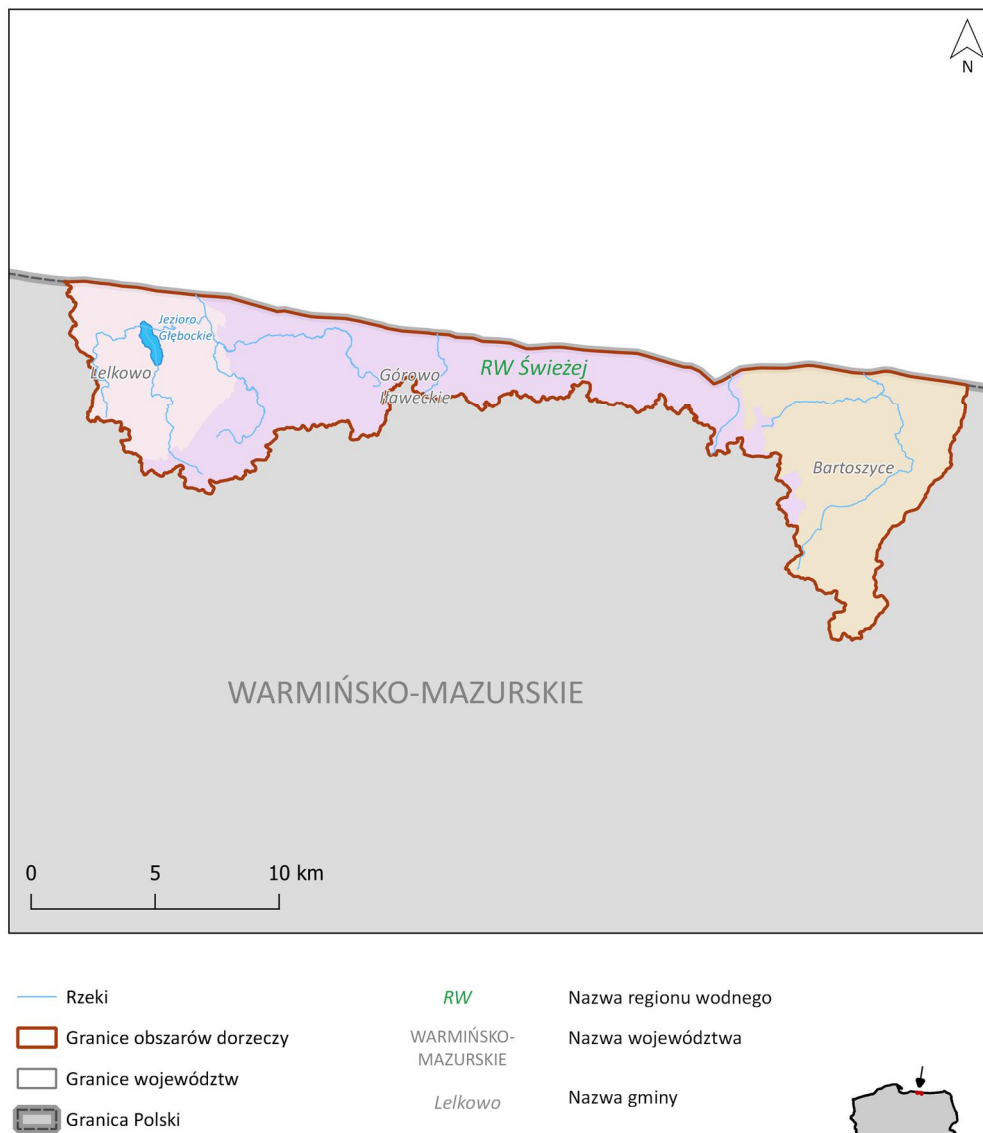 N
Jezioro
Głębockie
Lelkowo
Górowo
Iławeckie
RW Świeżej
Bartoszyce
WARMIŃSKO-MAZURSKIE
0 5 10 km
Rzeki
RW
Nazwa regionu wodnego
Granice obszarów dorzeczy
WARMIŃSKO-
MAZURSKIE
Nazwa województwa
Granice województw
Lelkowo
Nazwa gminy
Granica Polski